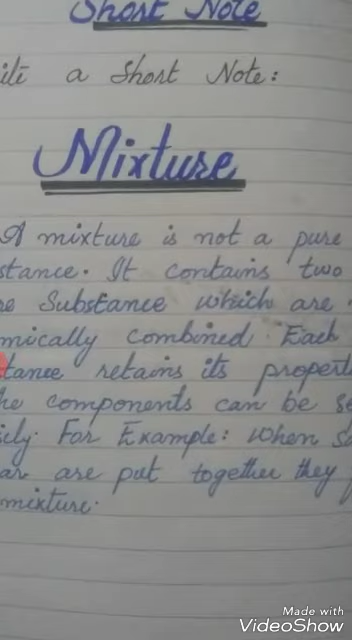 Short Note
ite a Short Note:
Mixture
A mixture is not a pure
stance. It contains two
re Substance which are
mically combined. Each
tance retains its propert
he components can be se
ily. For Example: When S
ar are put together they
mixture.
Made with
VideoShow